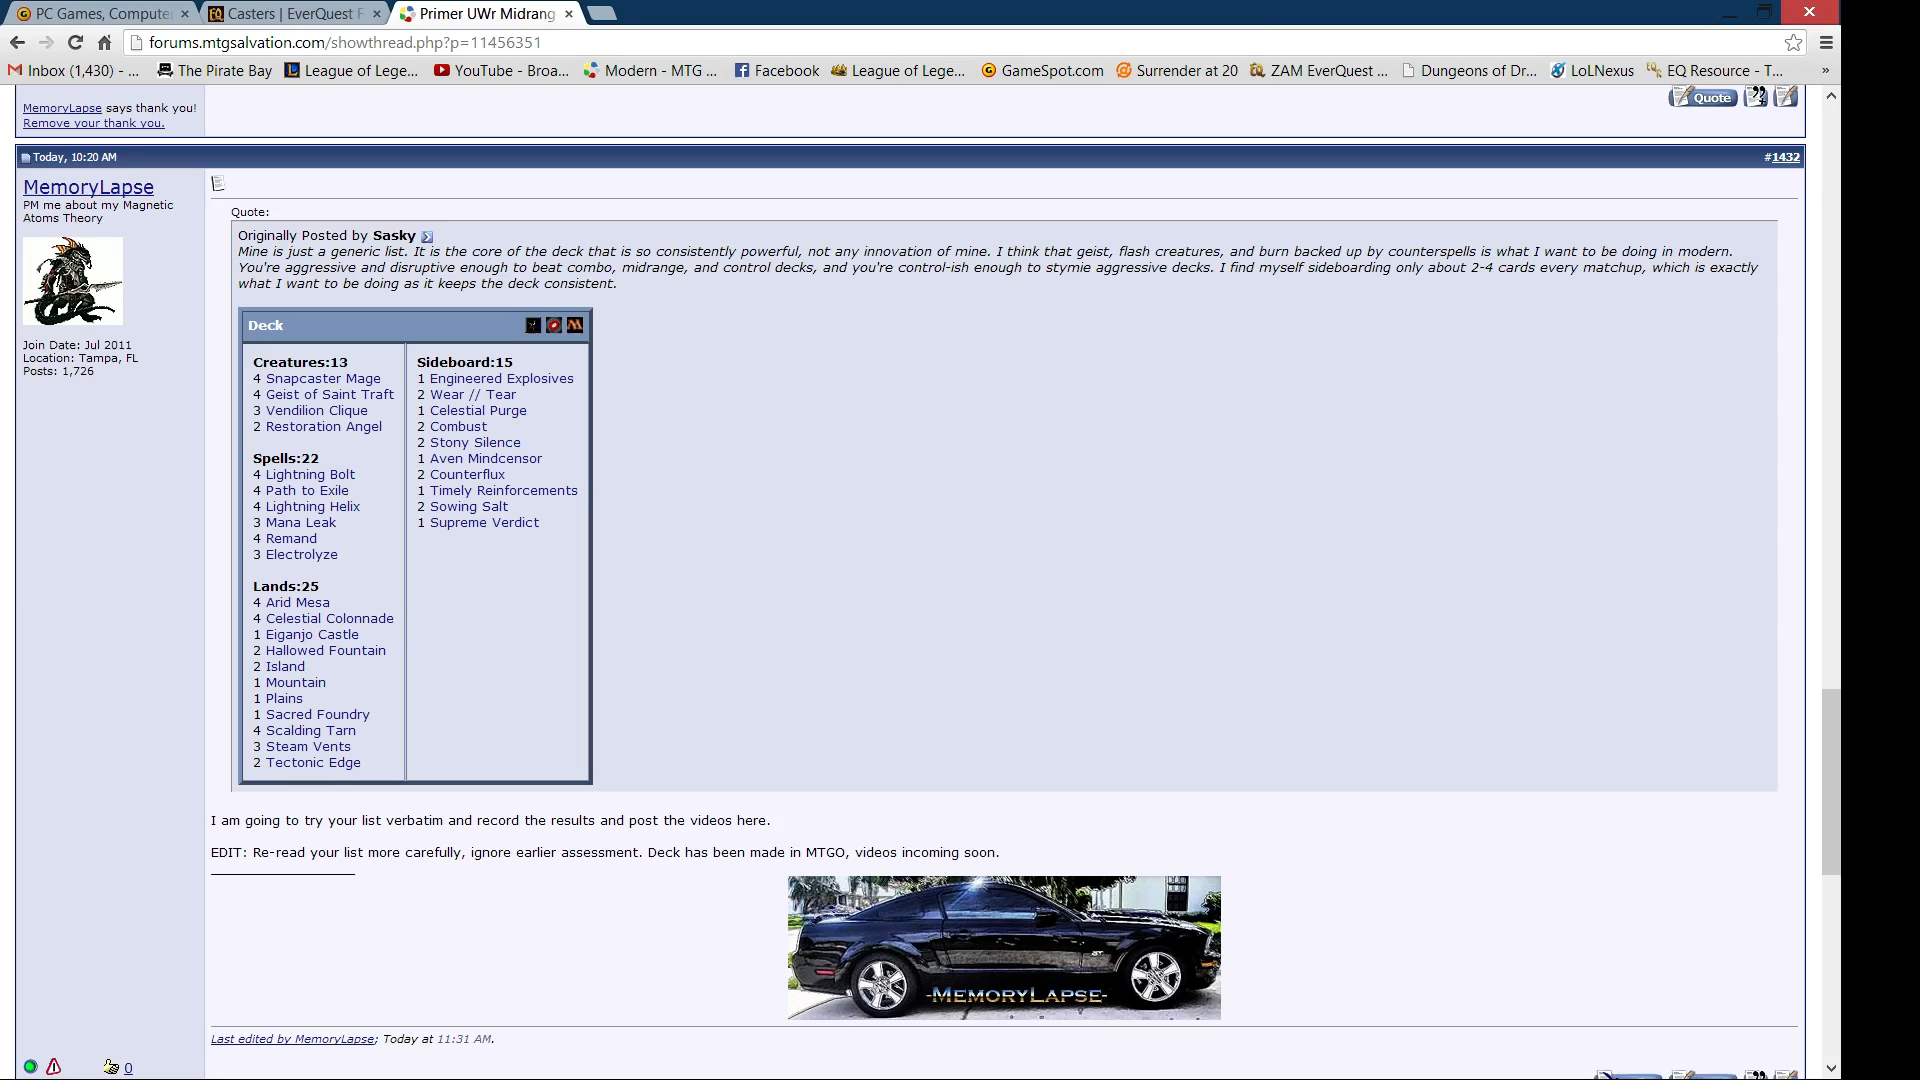 PC Games, Computer
Casters | EverQuest F
Primer UWr Midrang
forums.mtgsalvation.com/showthread.php?p=11456351
Inbox (1,430) - ...
The Pirate Bay
League of Lege...
YouTube - Broa...
Modern - MTG ...
Facebook
League of Lege...
GameSpot.com
Surrender at 20
ZAM EverQuest ...
Dungeons of Dr...
LoLNexus
EQ Resource - T...
»
MemoryLapse says thank you!
Remove your thank you.
Quote
Today, 10:20 AM
#1432
MemoryLapse
PM me about my Magnetic
Atoms Theory
Join Date: Jul 2011
Location: Tampa, FL
Posts: 1,726
Quote:
Originally Posted by Sasky
Mine is just a generic list. It is the core of the deck that is so consistently powerful, not any innovation of mine. I think that geist, flash creatures, and burn backed up by counterspells is what I want to be doing in modern.
You're aggressive and disruptive enough to beat combo, midrange, and control decks, and you're control-ish enough to stymie aggressive decks. I find myself sideboarding only about 2-4 cards every matchup, which is exactly
what I want to be doing as it keeps the deck consistent.
Deck
Creatures:13
4 Snapcaster Mage
4 Geist of Saint Traft
3 Vendilion Clique
2 Restoration Angel
Spells:22
4 Lightning Bolt
4 Path to Exile
4 Lightning Helix
3 Mana Leak
4 Remand
3 Electrolyze
Lands:25
4 Arid Mesa
4 Celestial Colonnade
1 Eiganjo Castle
2 Hallowed Fountain
2 Island
1 Mountain
1 Plains
1 Sacred Foundry
4 Scalding Tarn
3 Steam Vents
2 Tectonic Edge
Sideboard:15
1 Engineered Explosives
2 Wear // Tear
1 Celestial Purge
2 Combust
2 Stony Silence
1 Aven Mindcensor
2 Counterflux
1 Timely Reinforcements
2 Sowing Salt
1 Supreme Verdict
I am going to try your list verbatim and record the results and post the videos here.
EDIT: Re-read your list more carefully, ignore earlier assessment. Deck has been made in MTGO, videos incoming soon.
-MemoryLapse-
Last edited by MemoryLapse; Today at 11:31 AM.
0